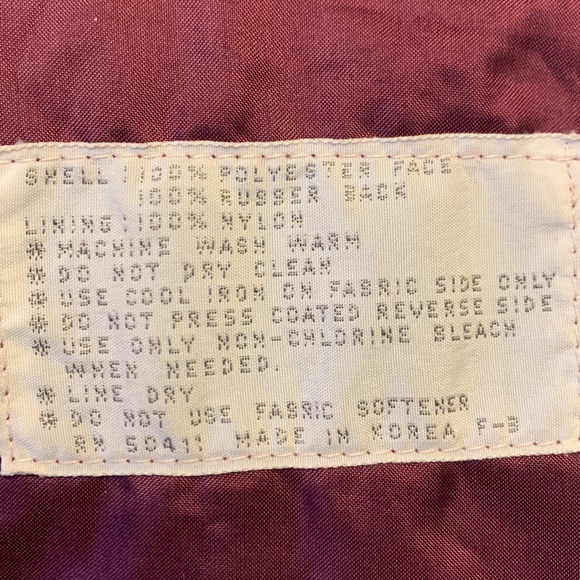 SHELL: 100% POLYESTER FACE
100% RUBBER BACK
LINING: 100% NYLON
* MACHINE WASH WARM
* DO NOT DRY CLEAN
* USE COOL IRON ON FABRIC SIDE ONLY
* DO NOT PRESS COATED REVERSE SIDE
* USE ONLY NON-CHLORINE BLEACH
WHEN NEEDED.
* LINE DRY
* DO NOT USE FABRIC SOFTENER
RN 50411 MADE IN KOREA F-3